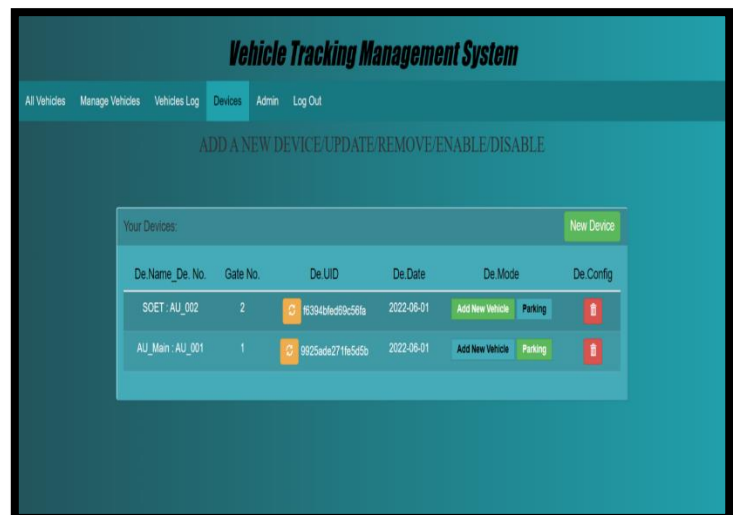 Vehicle Tracking Management System
All Vehicles Manage Vehicles Vehicles Log Devices Admin Log Out
ADD A NEW DEVICE/UPDATE/REMOVE/ENABLE/DISABLE
Your Devices: New Device
De.Name_De. No. Gate No. De.UID De.Date De.Mode De.Config
SOET : AU_002 2 f6394bfed69c56fa 2022-06-01 Add New Vehicle Parking
AU_Main : AU_001 1 9925ade271fe5d5b 2022-06-01 Add New Vehicle Parking